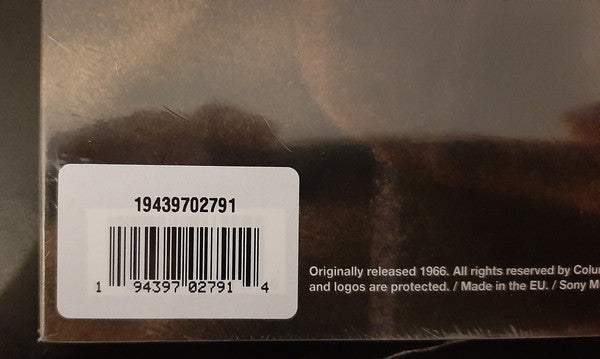 19439702791
1 94397 02791 4
Originally released 1966. All rights reserved by
and logos are protected. / Made in the EU. / Sony